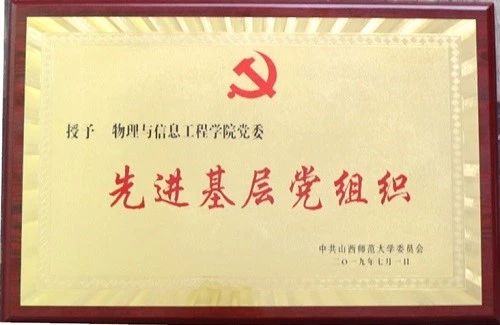 授予 物理与信息工程学院党委
先进基层党组织
中共山西师范大学委员会
二〇一九年七月一日